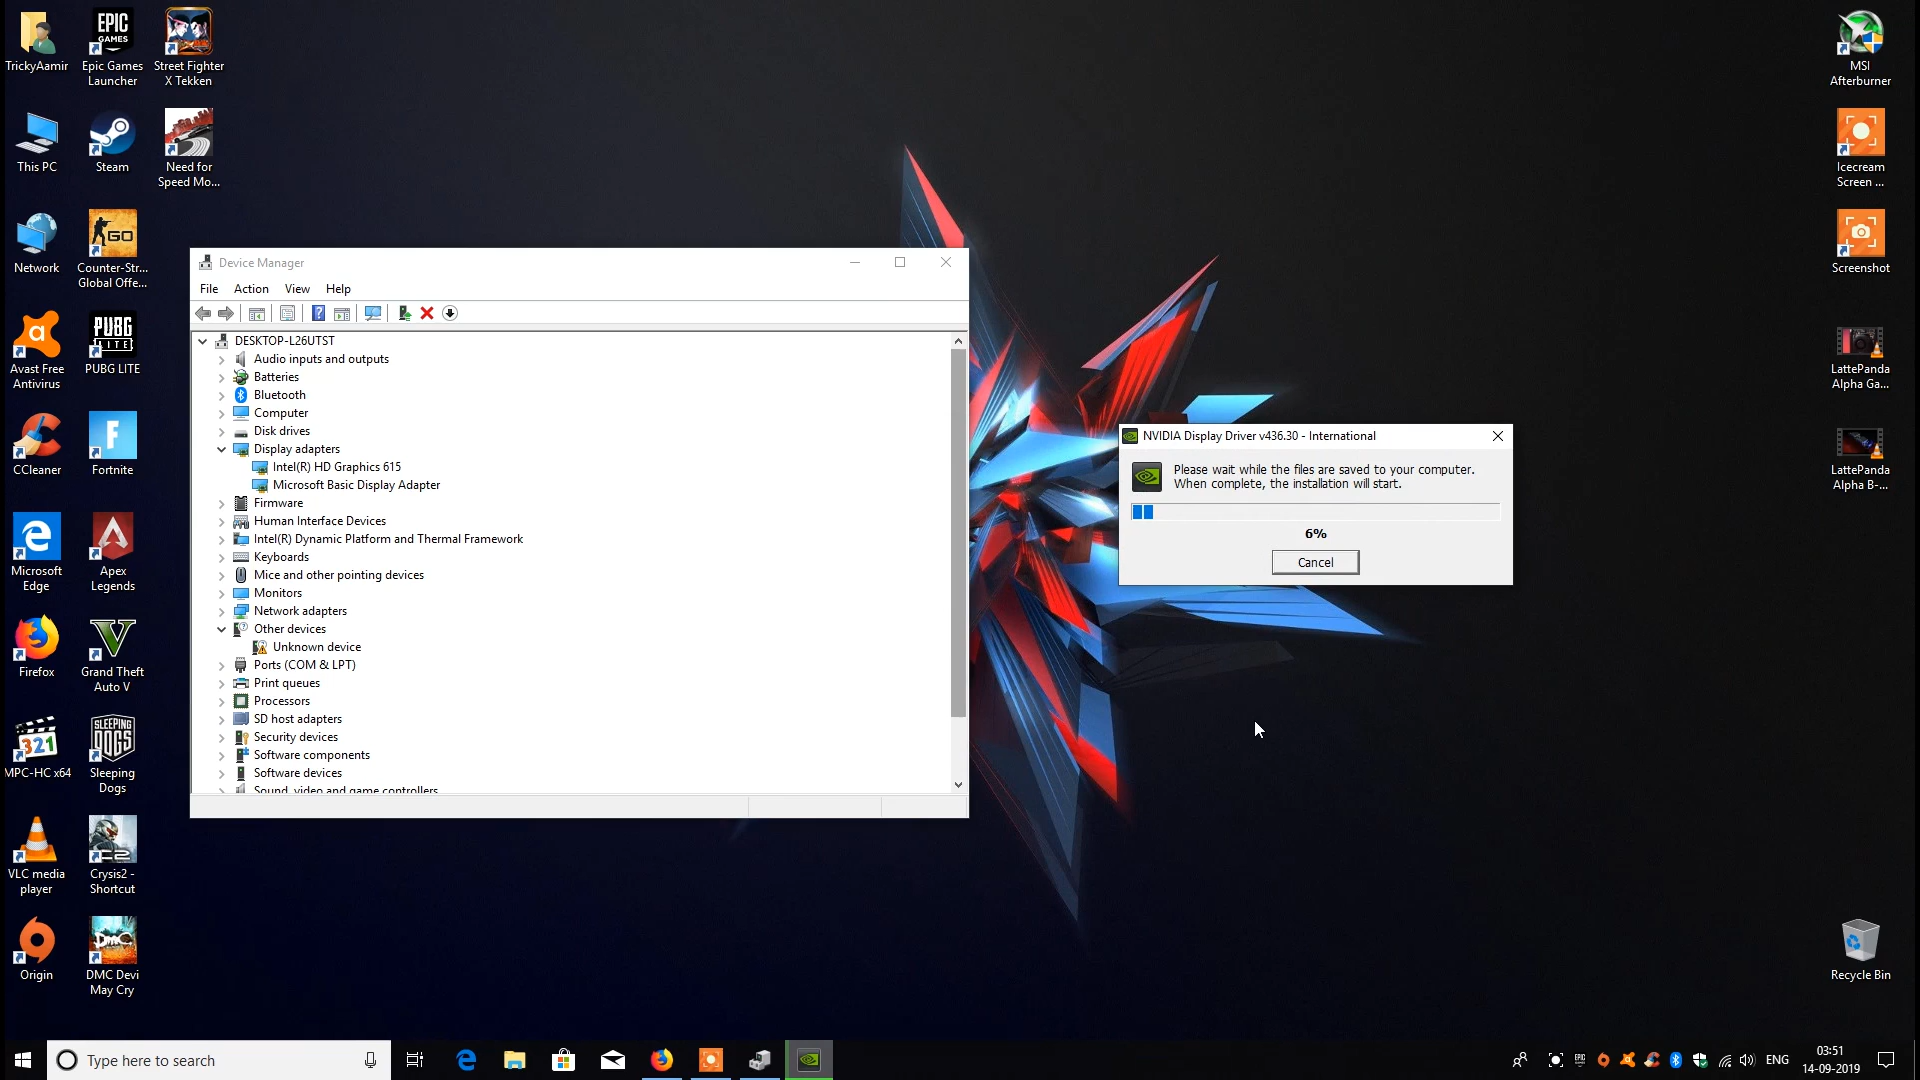 TrickyAamir
EPIC
GAMES
Epic Games
Launcher
Street Fighter
X Tekken
This PC
Steam
Need for
Speed Mo...
Network
GO
Counter-Str...
Global Offe...
Avast Free
Antivirus
PUBG
LITE
PUBG LITE
CCleaner
Fortnite
Microsoft
Edge
Apex
Legends
Firefox
Grand Theft
Auto V
321
MPC-HC x64
SLEEPING
DOGS
Sleeping
Dogs
VLC media
player
Crysis2 -
Shortcut
Origin
DMC Devi
May Cry
MSI
Afterburner
Icecream
Screen ...
Screenshot
LattePanda
Alpha Ga...
LattePanda
Alpha B-...
Recycle Bin
Device Manager
File Action View Help
DESKTOP-L26UTST
Audio inputs and outputs
Batteries
Bluetooth
Computer
Disk drives
Display adapters
Intel(R) HD Graphics 615
Microsoft Basic Display Adapter
Firmware
Human Interface Devices
Intel(R) Dynamic Platform and Thermal Framework
Keyboards
Mice and other pointing devices
Monitors
Network adapters
Other devices
Unknown device
Ports (COM & LPT)
Print queues
Processors
SD host adapters
Security devices
Software components
Software devices
Sound, video and game controllers
NVIDIA Display Driver v436.30 - International
Please wait while the files are saved to your computer.
When complete, the installation will start.
6%
Cancel
Type here to search
ENG
03:51
14-09-2019